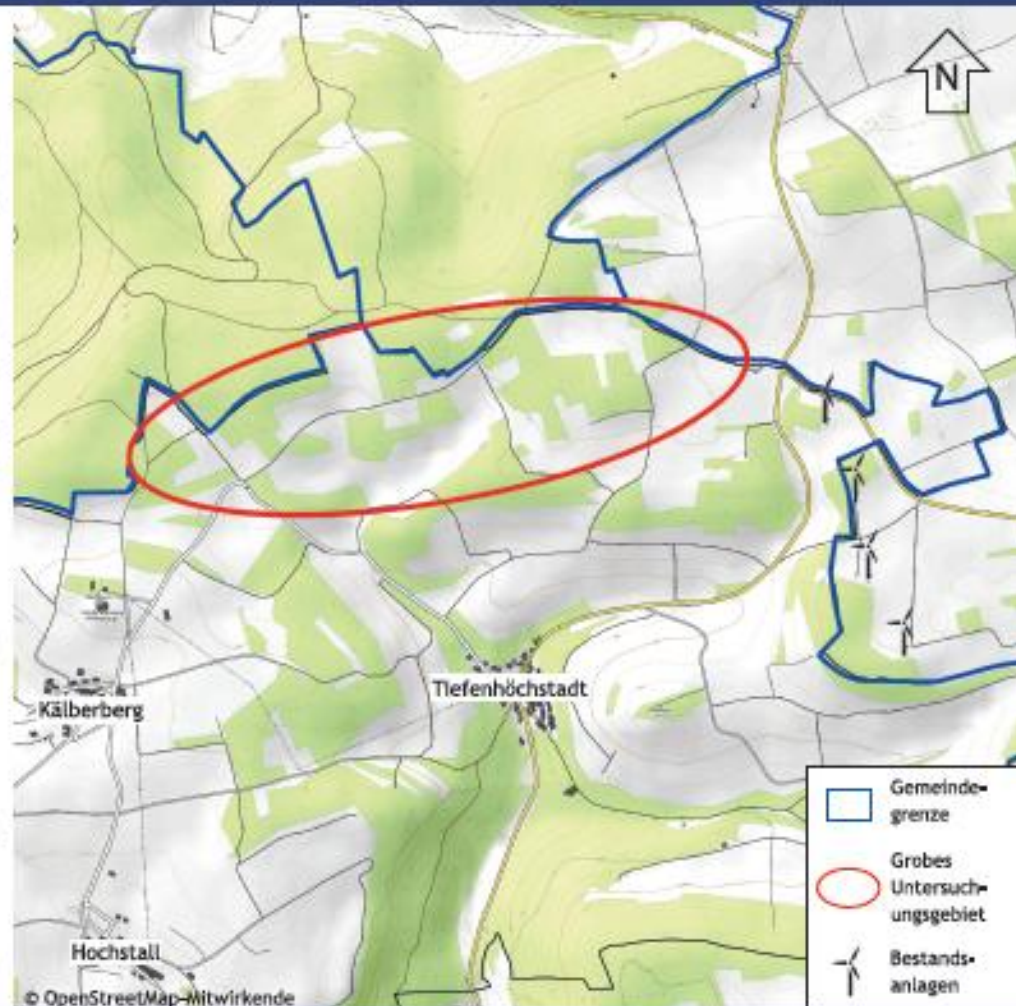 N
Tiefenhöchstadt
Kälberberg
Hochstall
© OpenStreetMap-Mitwirkende
Gemeinde-
grenze
Grobes
Untersuch-
ungsgebiet
Bestands-
anlagen